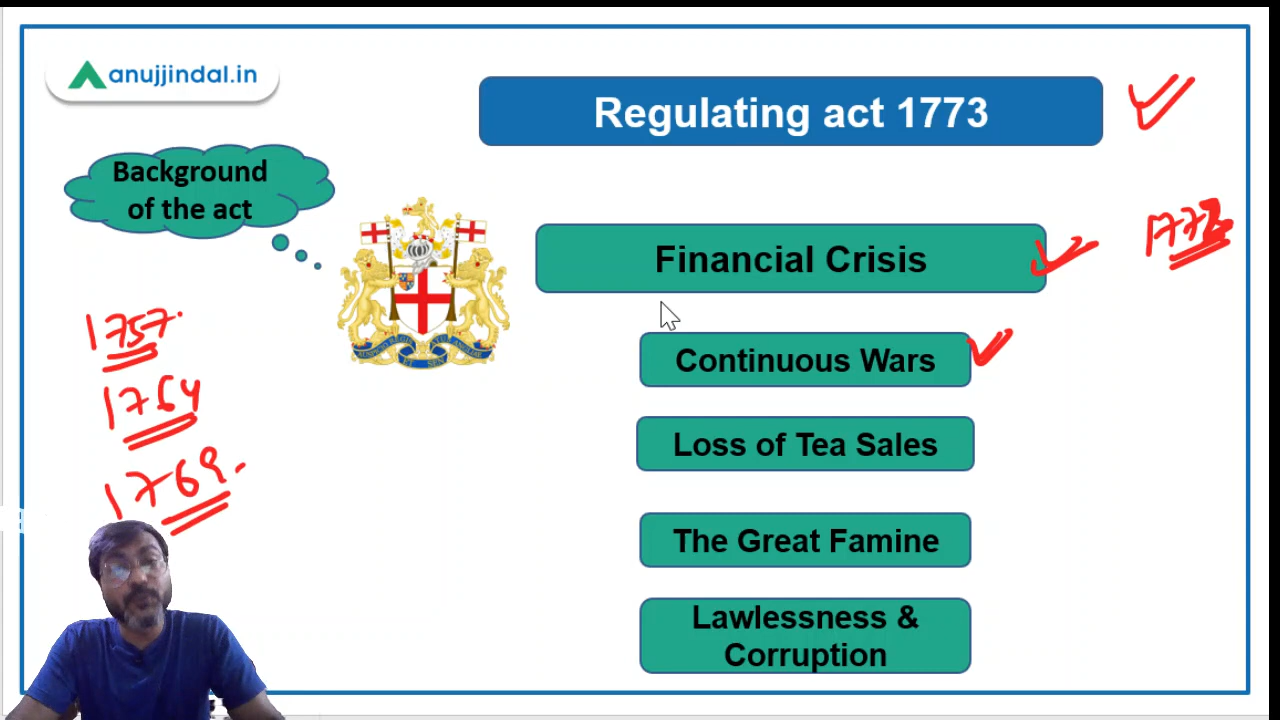 anujjindal.in
Regulating act 1773
Background
of the act
Financial Crisis
1757
1764
1769
Continuous Wars
Loss of Tea Sales
The Great Famine
Lawlessness &
Corruption